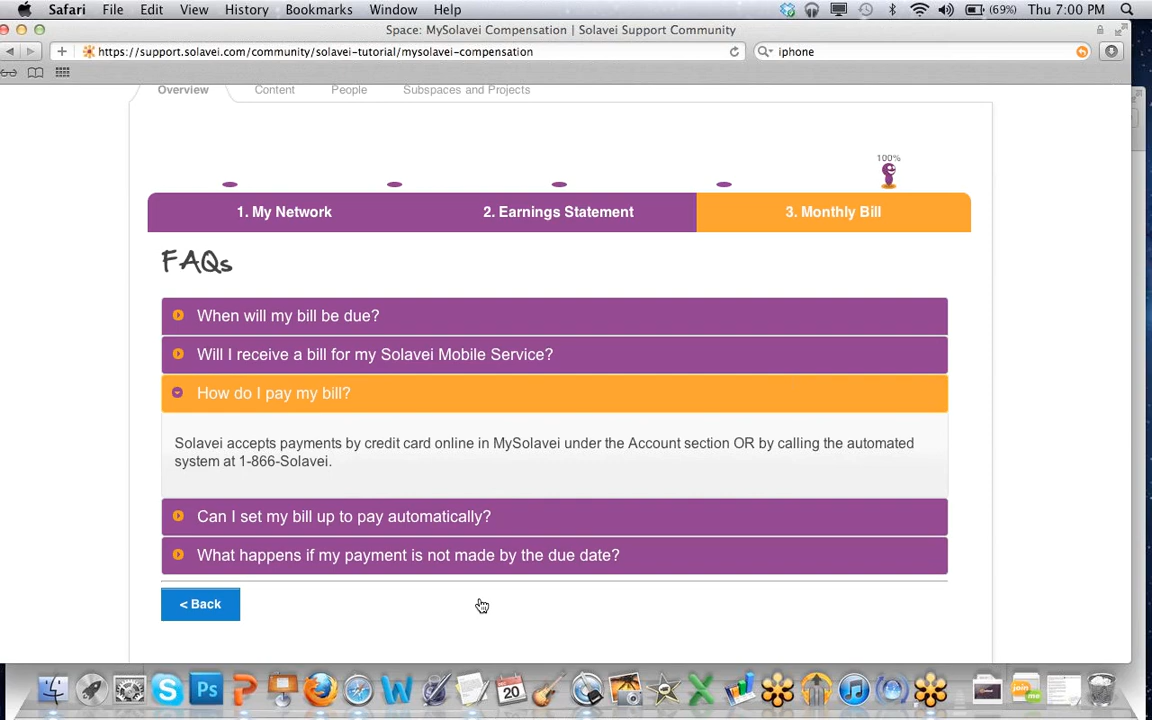 Safari File Edit View History Bookmarks Window Help (69%) Thu 7:00 PM
Space: MySolavei Compensation | Solavei Support Community
https://support.solavei.com/community/solavei-tutorial/mysolavei-compensation iphone
Overview Content People Subspaces and Projects
100%
1. My Network 2. Earnings Statement 3. Monthly Bill
FAQs
When will my bill be due?
Will I receive a bill for my Solavei Mobile Service?
How do I pay my bill?
Solavei accepts payments by credit card online in MySolavei under the Account section OR by calling the automated
system at 1-866-Solavei.
Can I set my bill up to pay automatically?
What happens if my payment is not made by the due date?
< Back
Ps
20
join
me